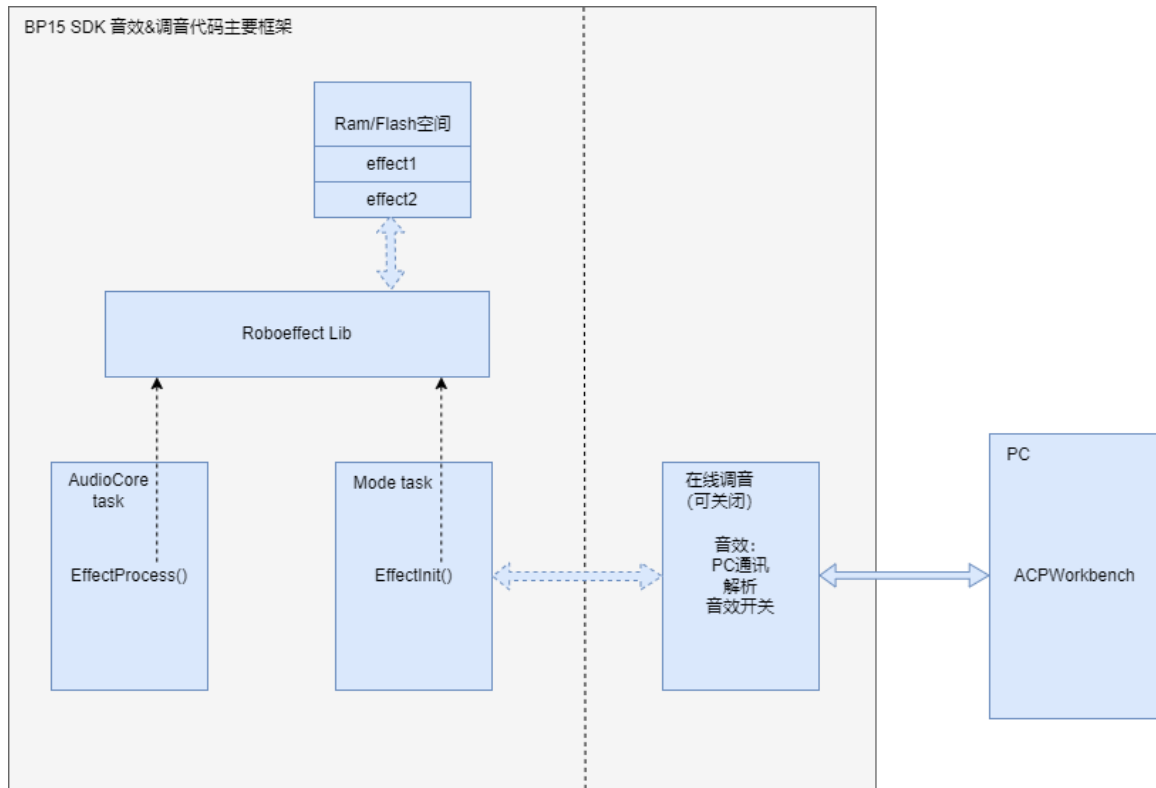 BP15 SDK 音效&调音代码主要框架
Ram/Flash空间
effect1
effect2
Roboeffect Lib
AudioCore
task
EffectProcess()
Mode task
EffectInit()
在线调音
(可关闭)
音效：
PC通讯
解析
音效开关
PC
ACPWorkbench